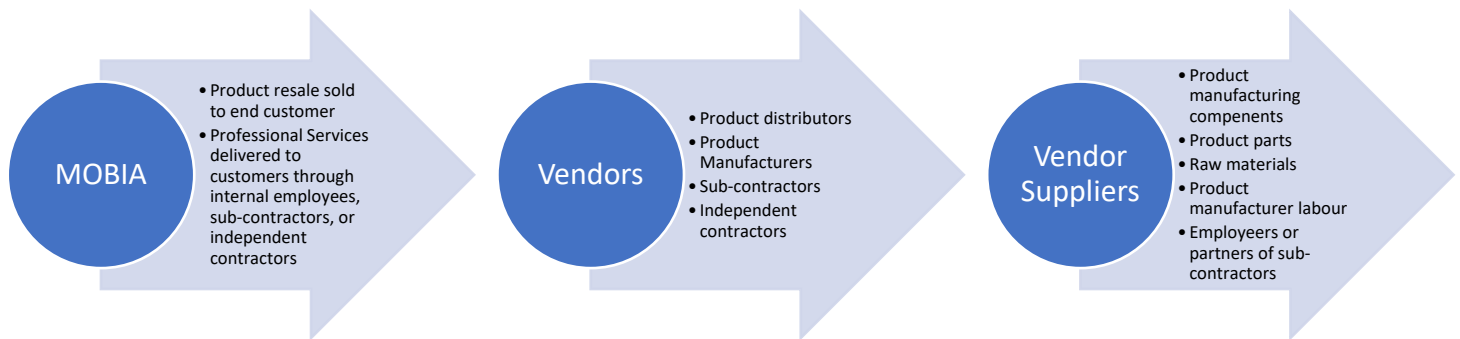 MOBIA
• Product resale sold
to end customer
• Professional Services
delivered to
customers through
internal employees,
sub-contractors, or
independent
contractors
Vendors
• Product distributors
• Product
Manufacturers
• Sub-contractors
• Independent
contractors
Vendor
Suppliers
• Product
manufacturing
compenents
• Product parts
• Raw materials
• Product
manufacturer labour
• Employeers or
partners of sub-
contractors